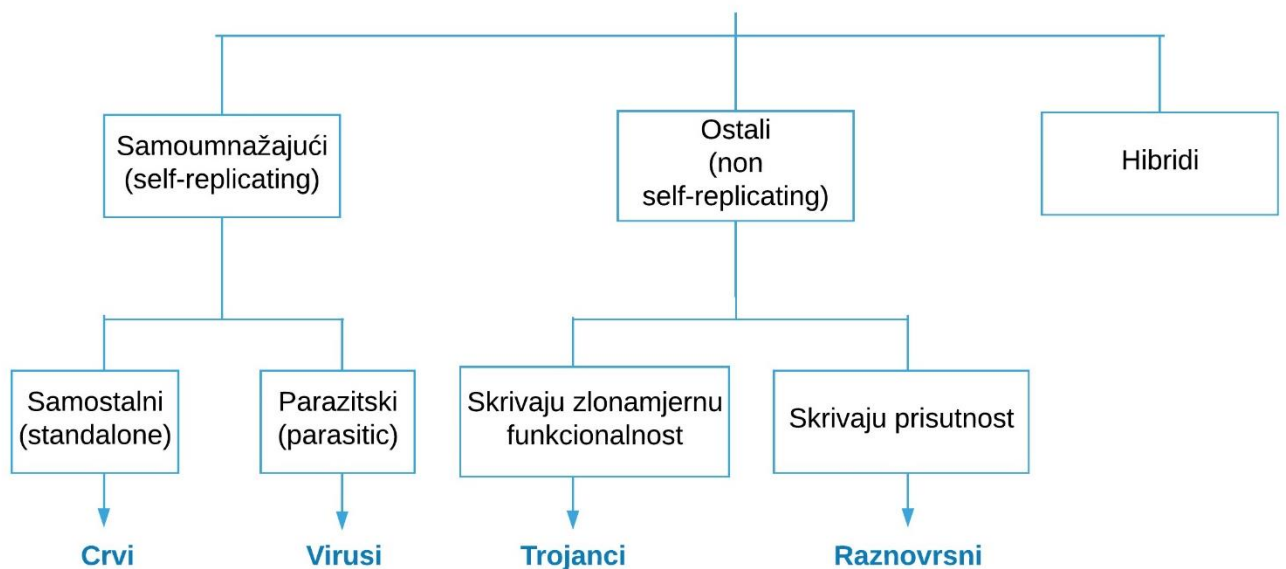 Samoumnažajući
(self-replicating)
Ostali
(non
self-replicating)
Hibridi
Samostalni
(standalone)
Parazitski
(parasitic)
Skrivaju zlonamjernu
funkcionalnost
Skrivaju prisutnost
Crvi
Virusi
Trojanci
Raznovrsni